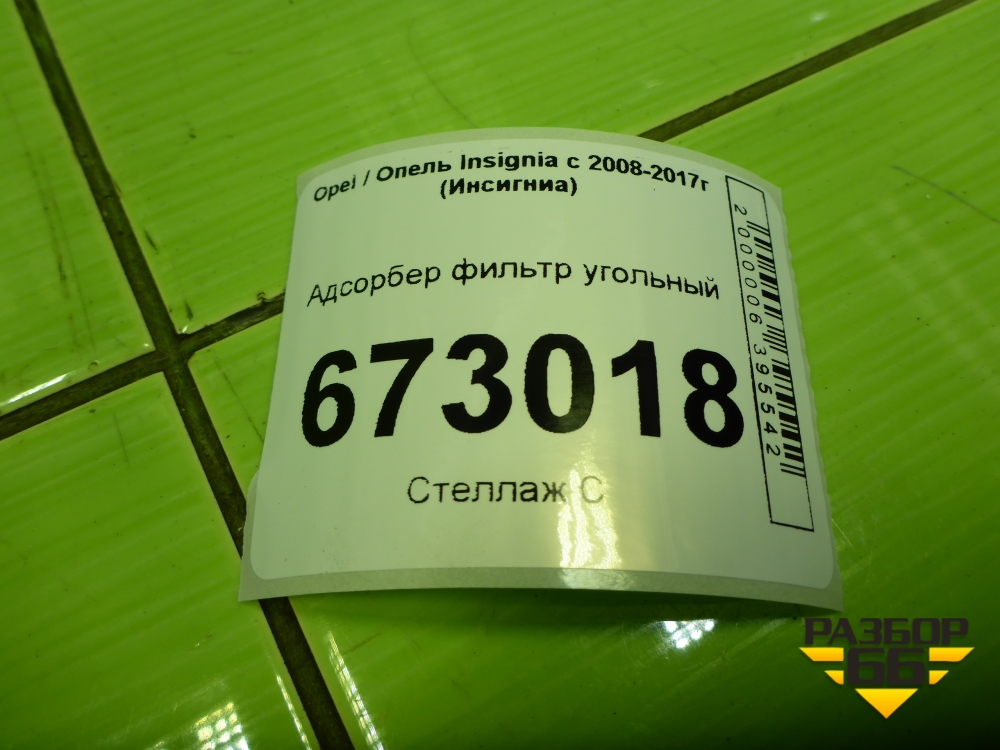 Opel / Опель Insignia с 2008-2017г
(Инсигниа)
Адсорбер фильтр угольный
673018
Стеллаж С
2000006395542
РАЗБОР
66